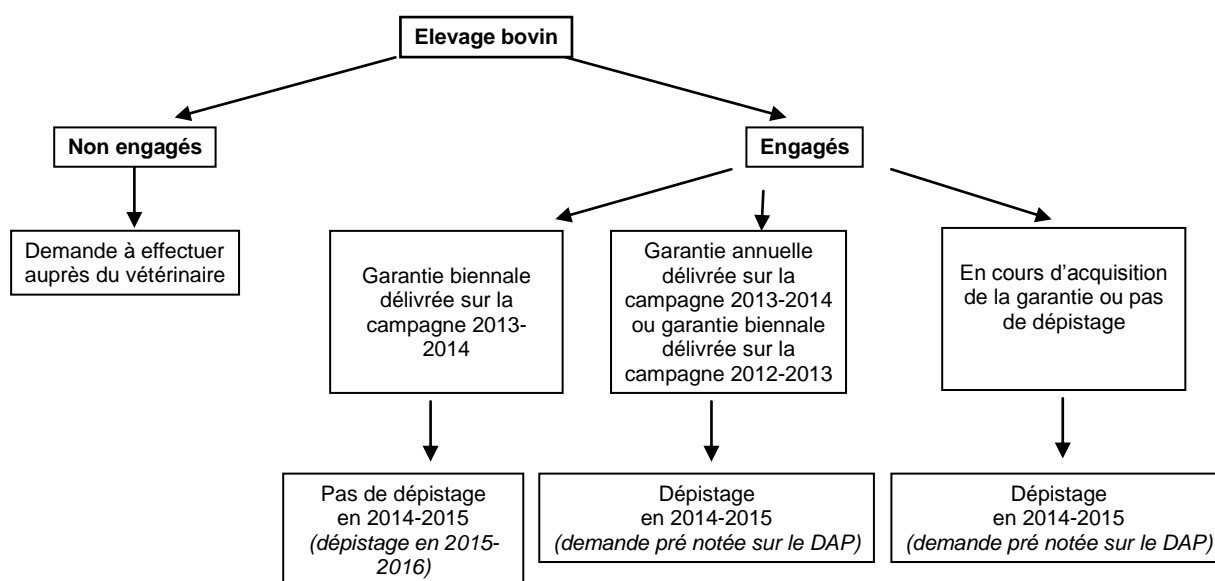 Elevage bovin
Non engagés
Engagés
Demande à effectuer
auprès du vétérinaire
Garantie biennale
délivrée sur la
campagne 2013-
2014
Garantie annuelle
délivrée sur la
campagne 2013-2014
ou garantie biennale
délivrée sur la
campagne 2012-2013
En cours d’acquisition
de la garantie ou pas
de dépistage
Pas de dépistage
en 2014-2015
(dépistage en 2015-
2016)
Dépistage
en 2014-2015
(demande pré notée sur le DAP)
Dépistage
en 2014-2015
(demande pré notée sur le DAP)